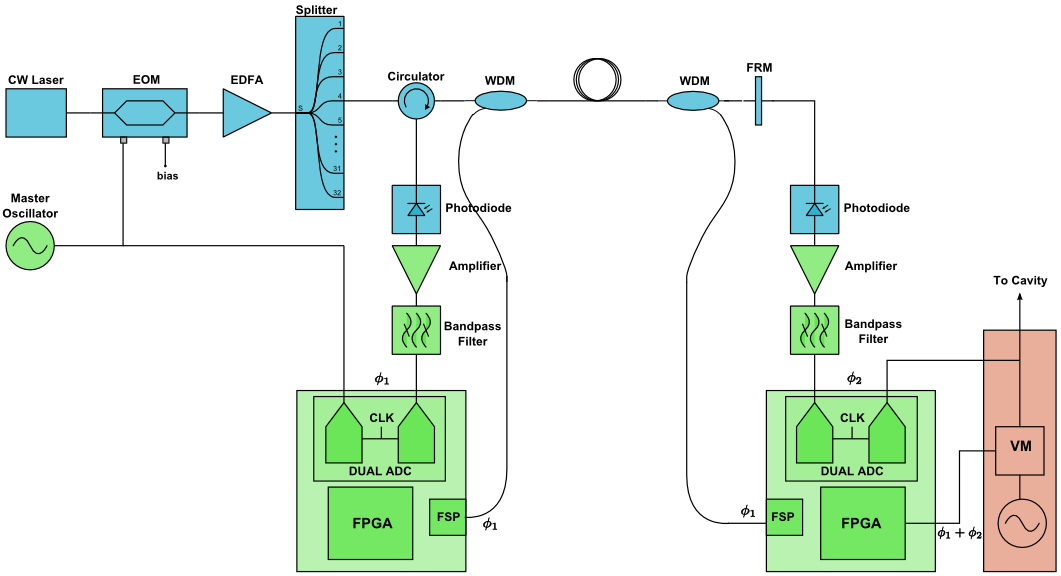 Splitter
CW Laser
EOM
EDFA
S
1
2
3
4
5
31
32
bias
Circulator
WDM
WDM
FRM
Master
Oscillator
Photodiode
Photodiode
Amplifier
Amplifier
To Cavity
Bandpass
Filter
Bandpass
Filter
ϕ₁
ϕ₂
CLK
DUAL ADC
CLK
DUAL ADC
VM
FPGA
FSP
ϕ₁
ϕ₁
FSP
FPGA
ϕ₁ + ϕ₂